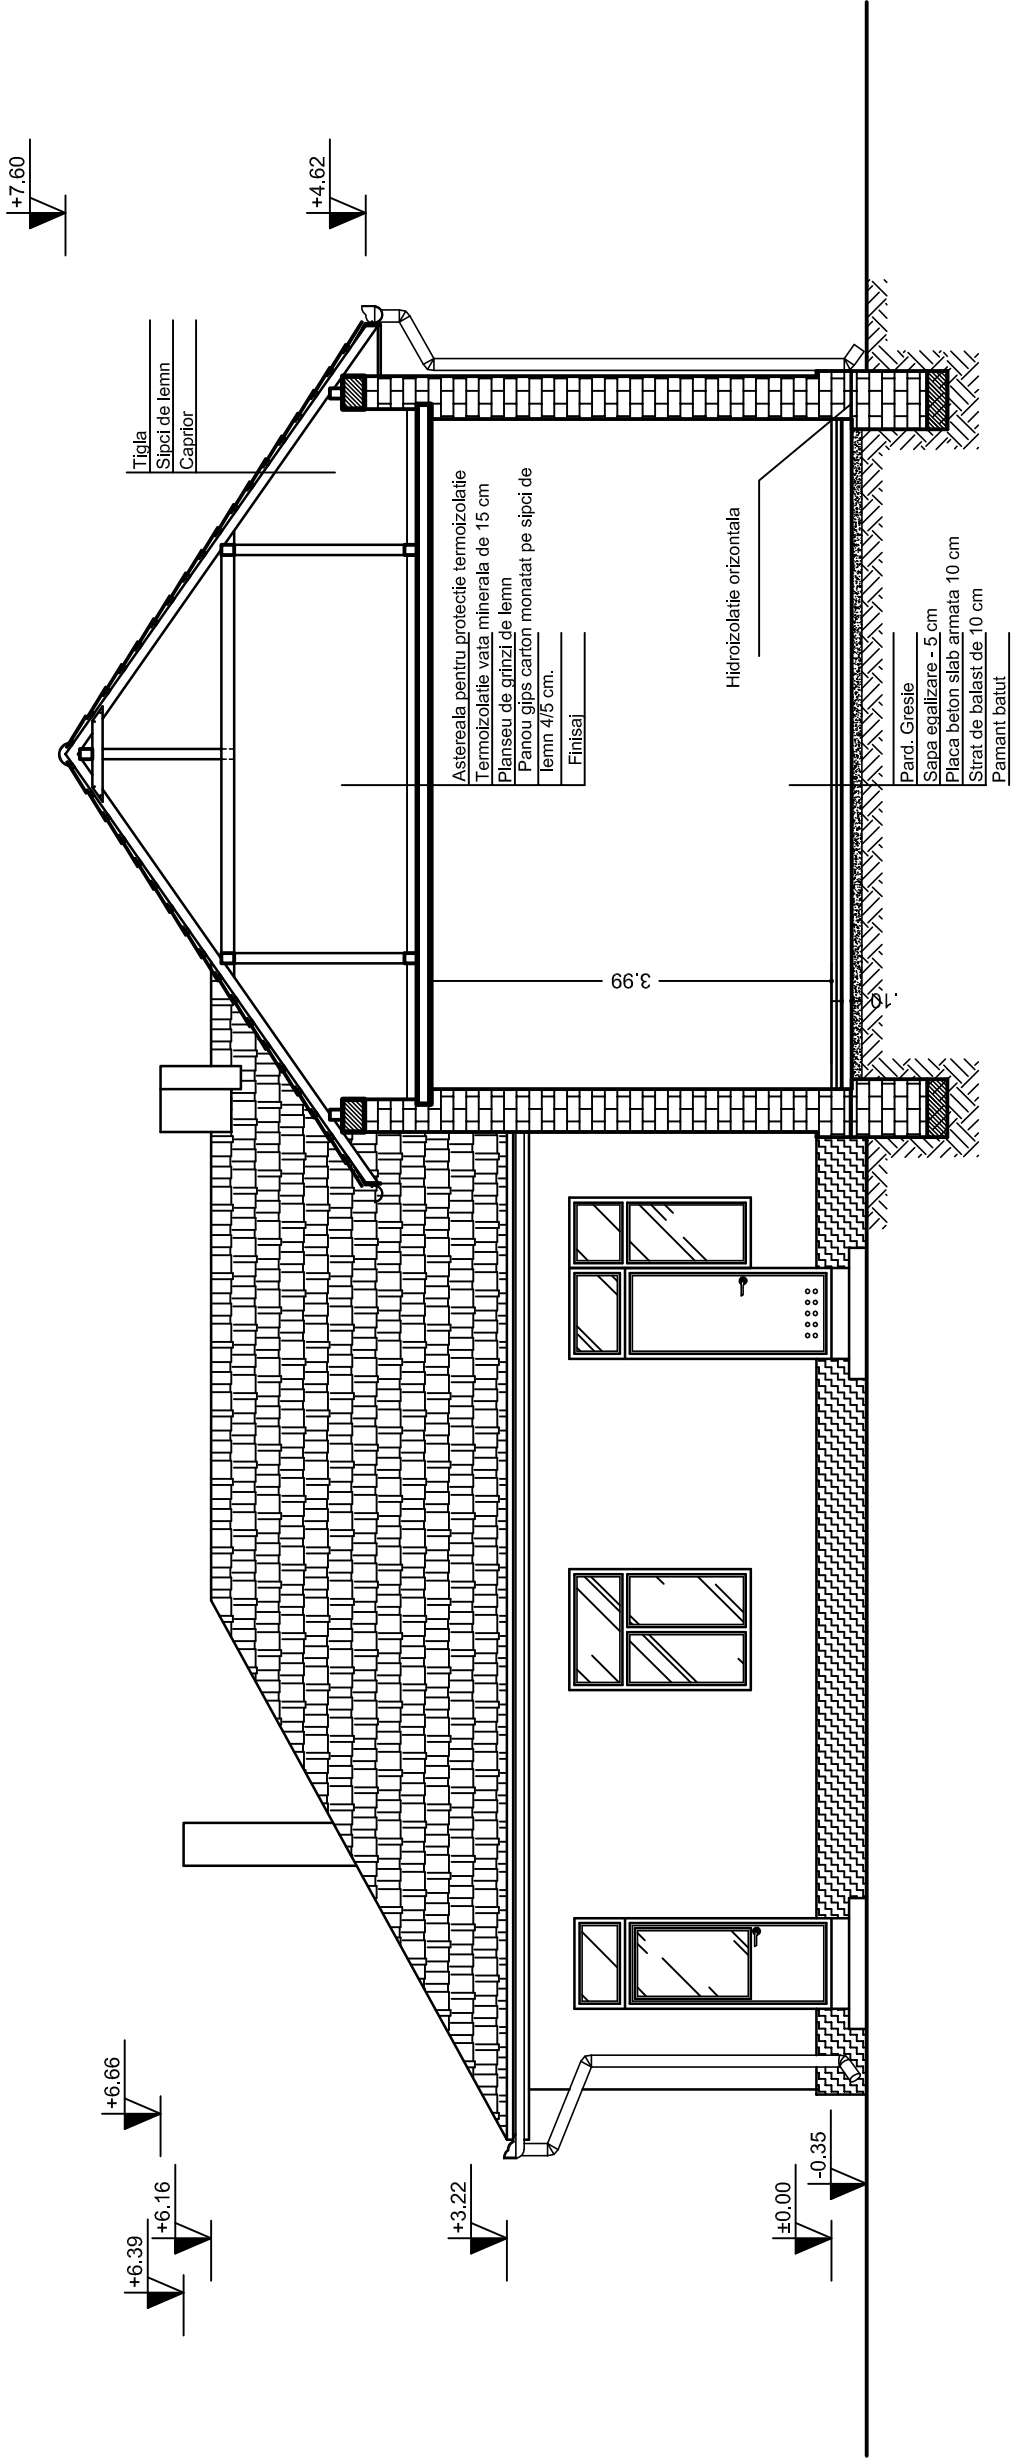 +7.60
+4.62
Tigla
Sipci de lemn
Caprior
Astereala pentru protectie termoizolatie
Termoizolatie vata minerala de 15 cm
Planseu de grinzi de lemn
Panou gips carton monatat pe sipci de
lemn 4/5 cm.
Finisaj
Hidroizolatie orizontala
Pard. Gresie
Sapa egalizare - 5 cm
Placa beton slab armata 10 cm
Strat de balast de 10 cm
Pamant batut
3.99
.10
+6.66
+6.16
+6.39
+3.22
±0.00
-0.35